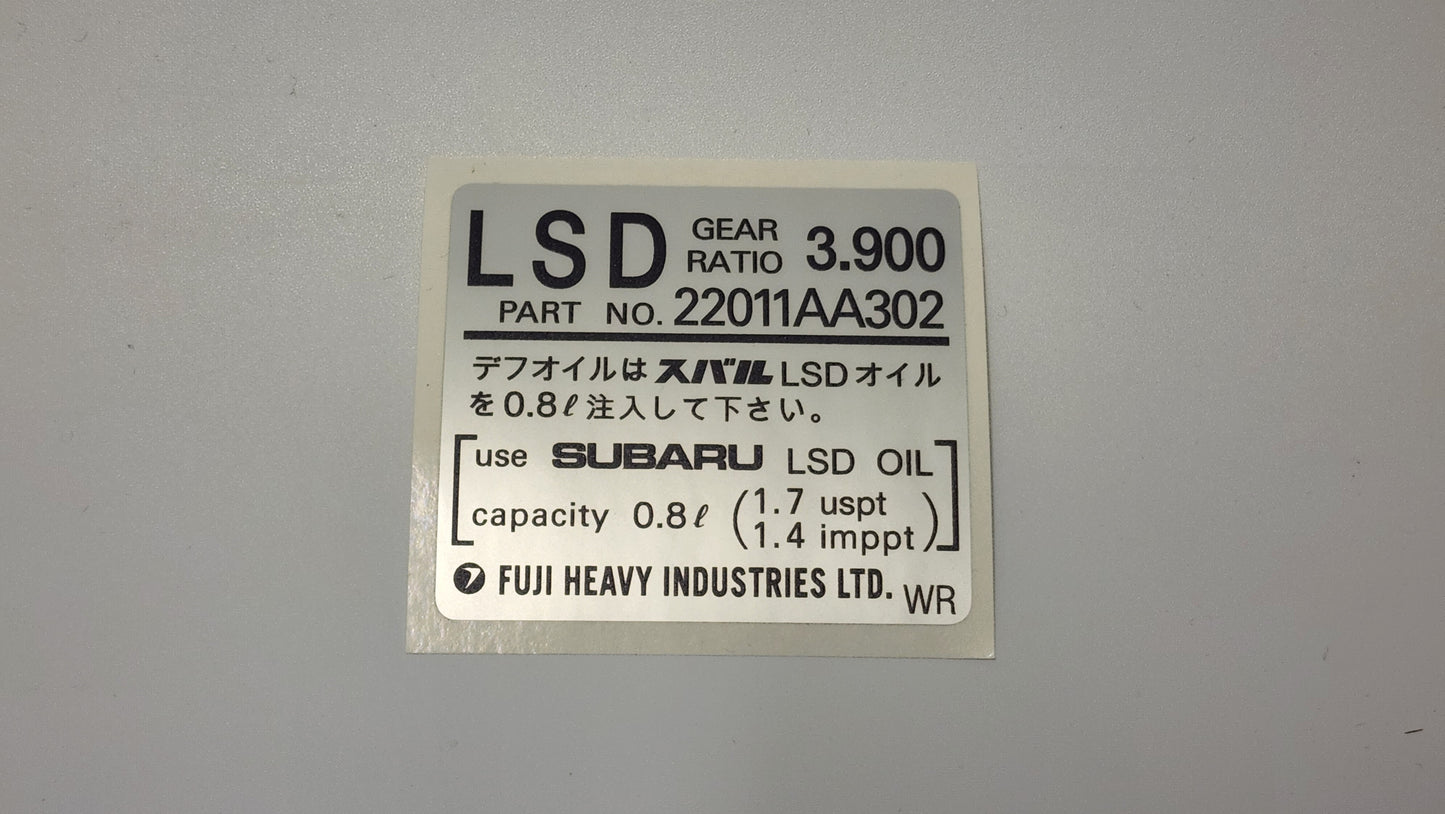 LSD GEAR RATIO 3.900
PART NO. 22011AA302
デフオイルはスバルLSDオイル
を0.8ℓ注入して下さい。
use SUBARU LSD OIL
capacity 0.8ℓ (1.7 uspt
1.4 imppt)
FUJI HEAVY INDUSTRIES LTD. WR